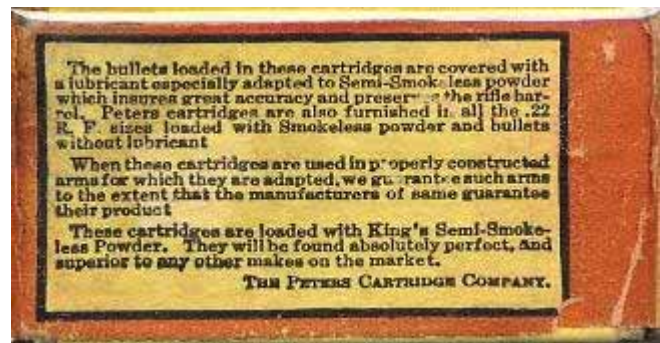 The bullets loaded in these cartridges are covered with
a lubricant especially adapted to Semi-Smokeless powder
which insures great accuracy and preserves the rifle bar-
rel. Peters cartridges are also furnished in all the .22
R. F. sizes loaded with Smokeless powder and bullets
without lubricant
When these cartridges are used in properly constructed
arms for which they are adapted, we guarantee such arms
to the extent that the manufacturers of same guarantee
their product
These cartridges are loaded with King's Semi-Smoke-
less Powder. They will be found absolutely perfect, and
superior to any other makes on the market.
THE PETERS CARTRIDGE COMPANY.